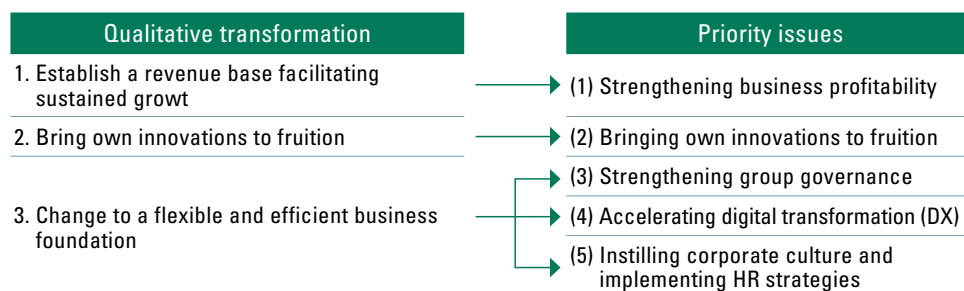 Qualitative transformation
Priority issues
1. Establish a revenue base facilitating
sustained growt
(1) Strengthening business profitability
2. Bring own innovations to fruition
(2) Bringing own innovations to fruition
3. Change to a flexible and efficient business
foundation
(3) Strengthening group governance
(4) Accelerating digital transformation (DX)
(5) Instilling corporate culture and
implementing HR strategies